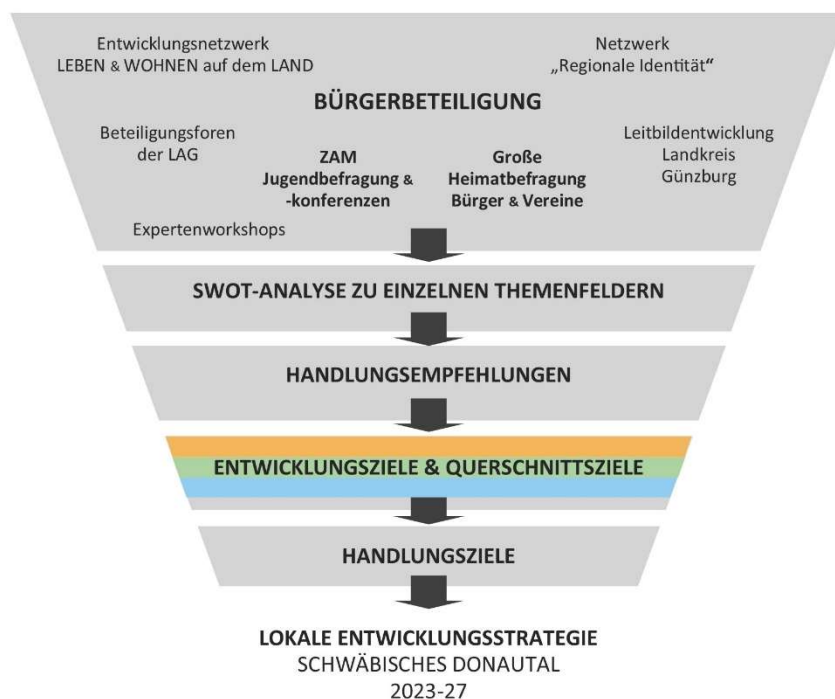 Entwicklungsnetzwerk
LEBEN & WOHNEN auf dem LAND
Netzwerk
„Regionale Identität“
BÜRGERBETEILIGUNG
Beteiligungsforen
der LAG
ZAM
Jugendbefragung &
-konferenzen
Große
Heimatbefragung
Bürger & Vereine
Leitbildentwicklung
Landkreis
Günzburg
Expertenworkshops
SWOT-ANALYSE ZU EINZELNEN THEMENFELDERN
HANDLUNGSEMPFEHLUNGEN
ENTWICKLUNGSZIELE & QUERSCHNITTSZIELE
HANDLUNGSZIELE
LOKALE ENTWICKLUNGSSTRATEGIE
SCHWÄBISCHES DONAUTAL
2023-27